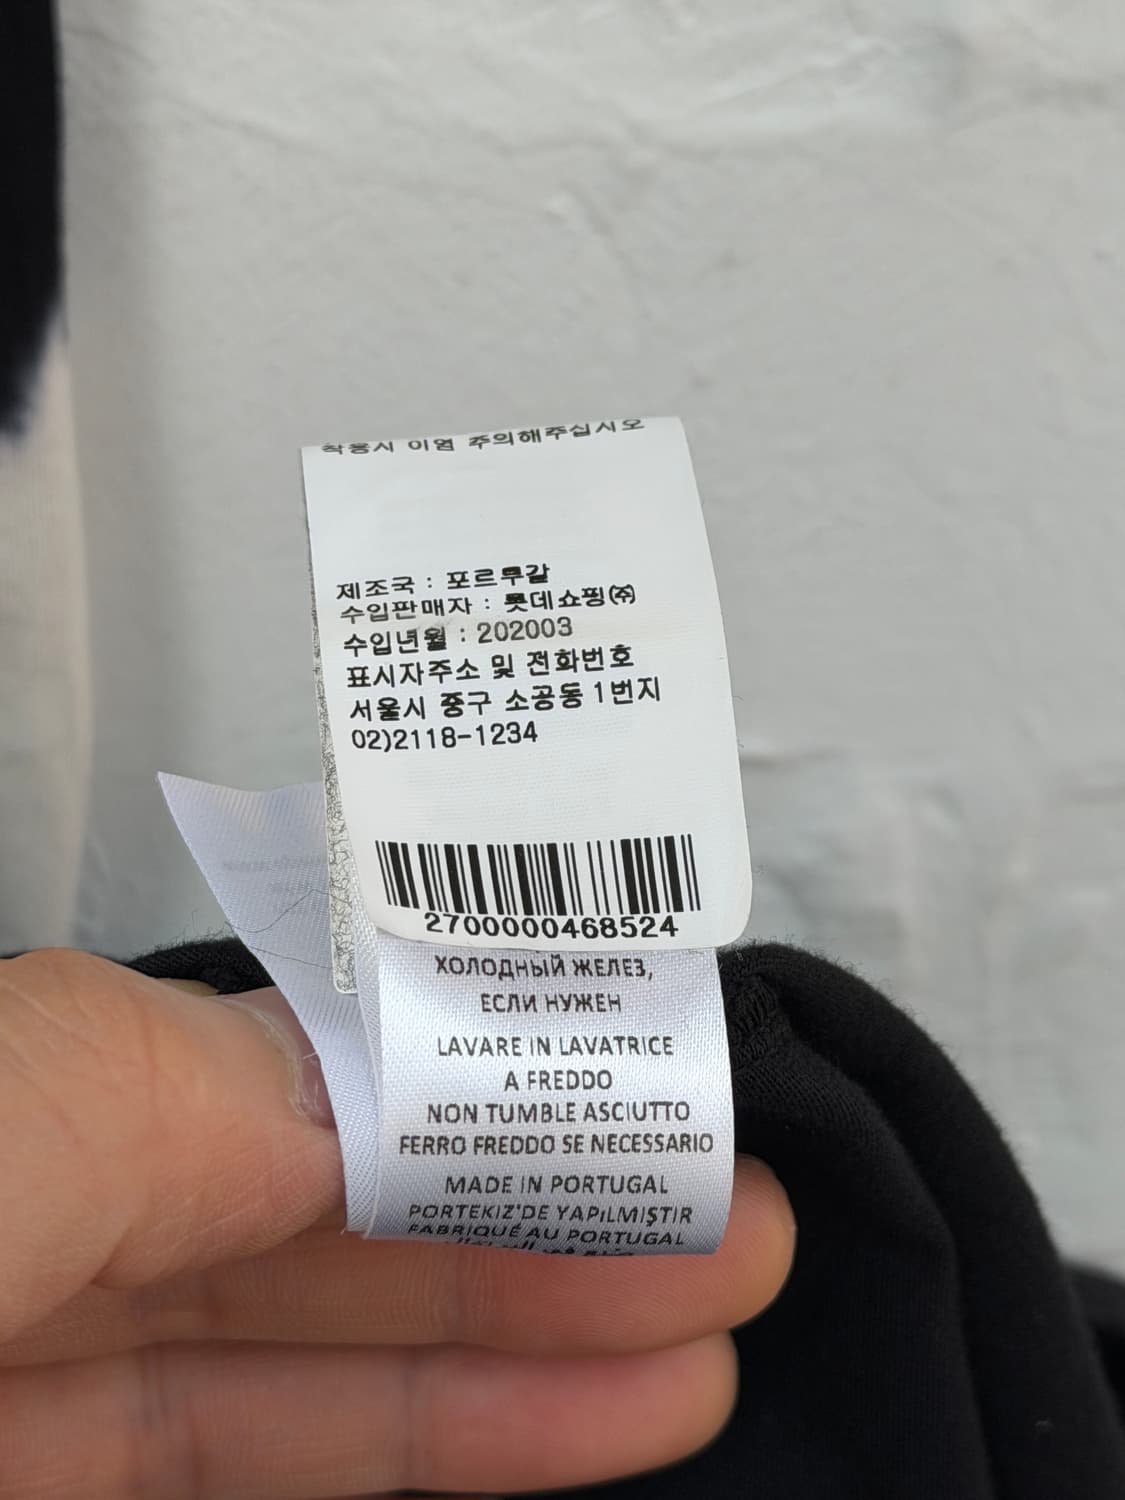 착용시 이염 주의해주십시오
제조국 : 포르투갈
수입판매자 : 롯데쇼핑㈜
수입년월 : 202003
표시자주소 및 전화번호
서울시 중구 소공동 1번지
02)2118-1234
2700000468524
ХОЛОДНЫЙ ЖЕЛЕЗ,
ЕСЛИ НУЖЕН
LAVARE IN LAVATRICE
A FREDDO
NON TUMBLE ASCIUTTO
FERRO FREDDO SE NECESSARIO
MADE IN PORTUGAL
PORTEKIZ'DE YAPıLMIŞTIR
FABRIQUÉ AU PORTUGAL